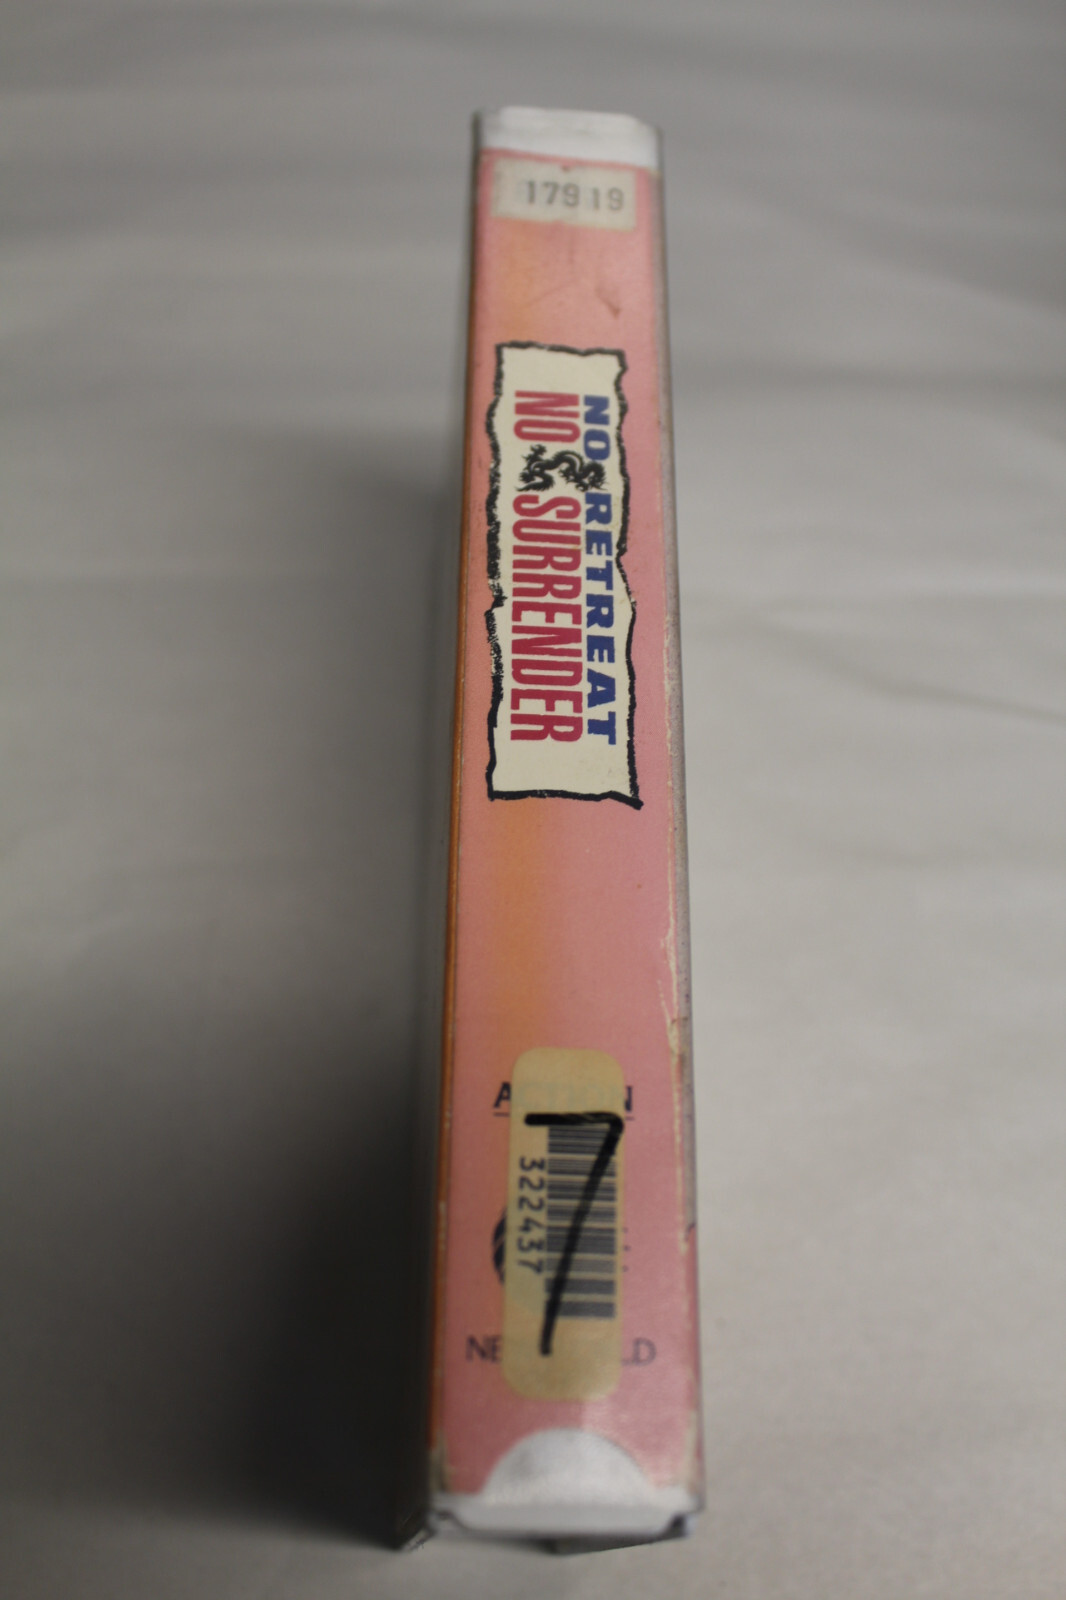 17919
NO RETREAT
NO SURRENDER
7
322437